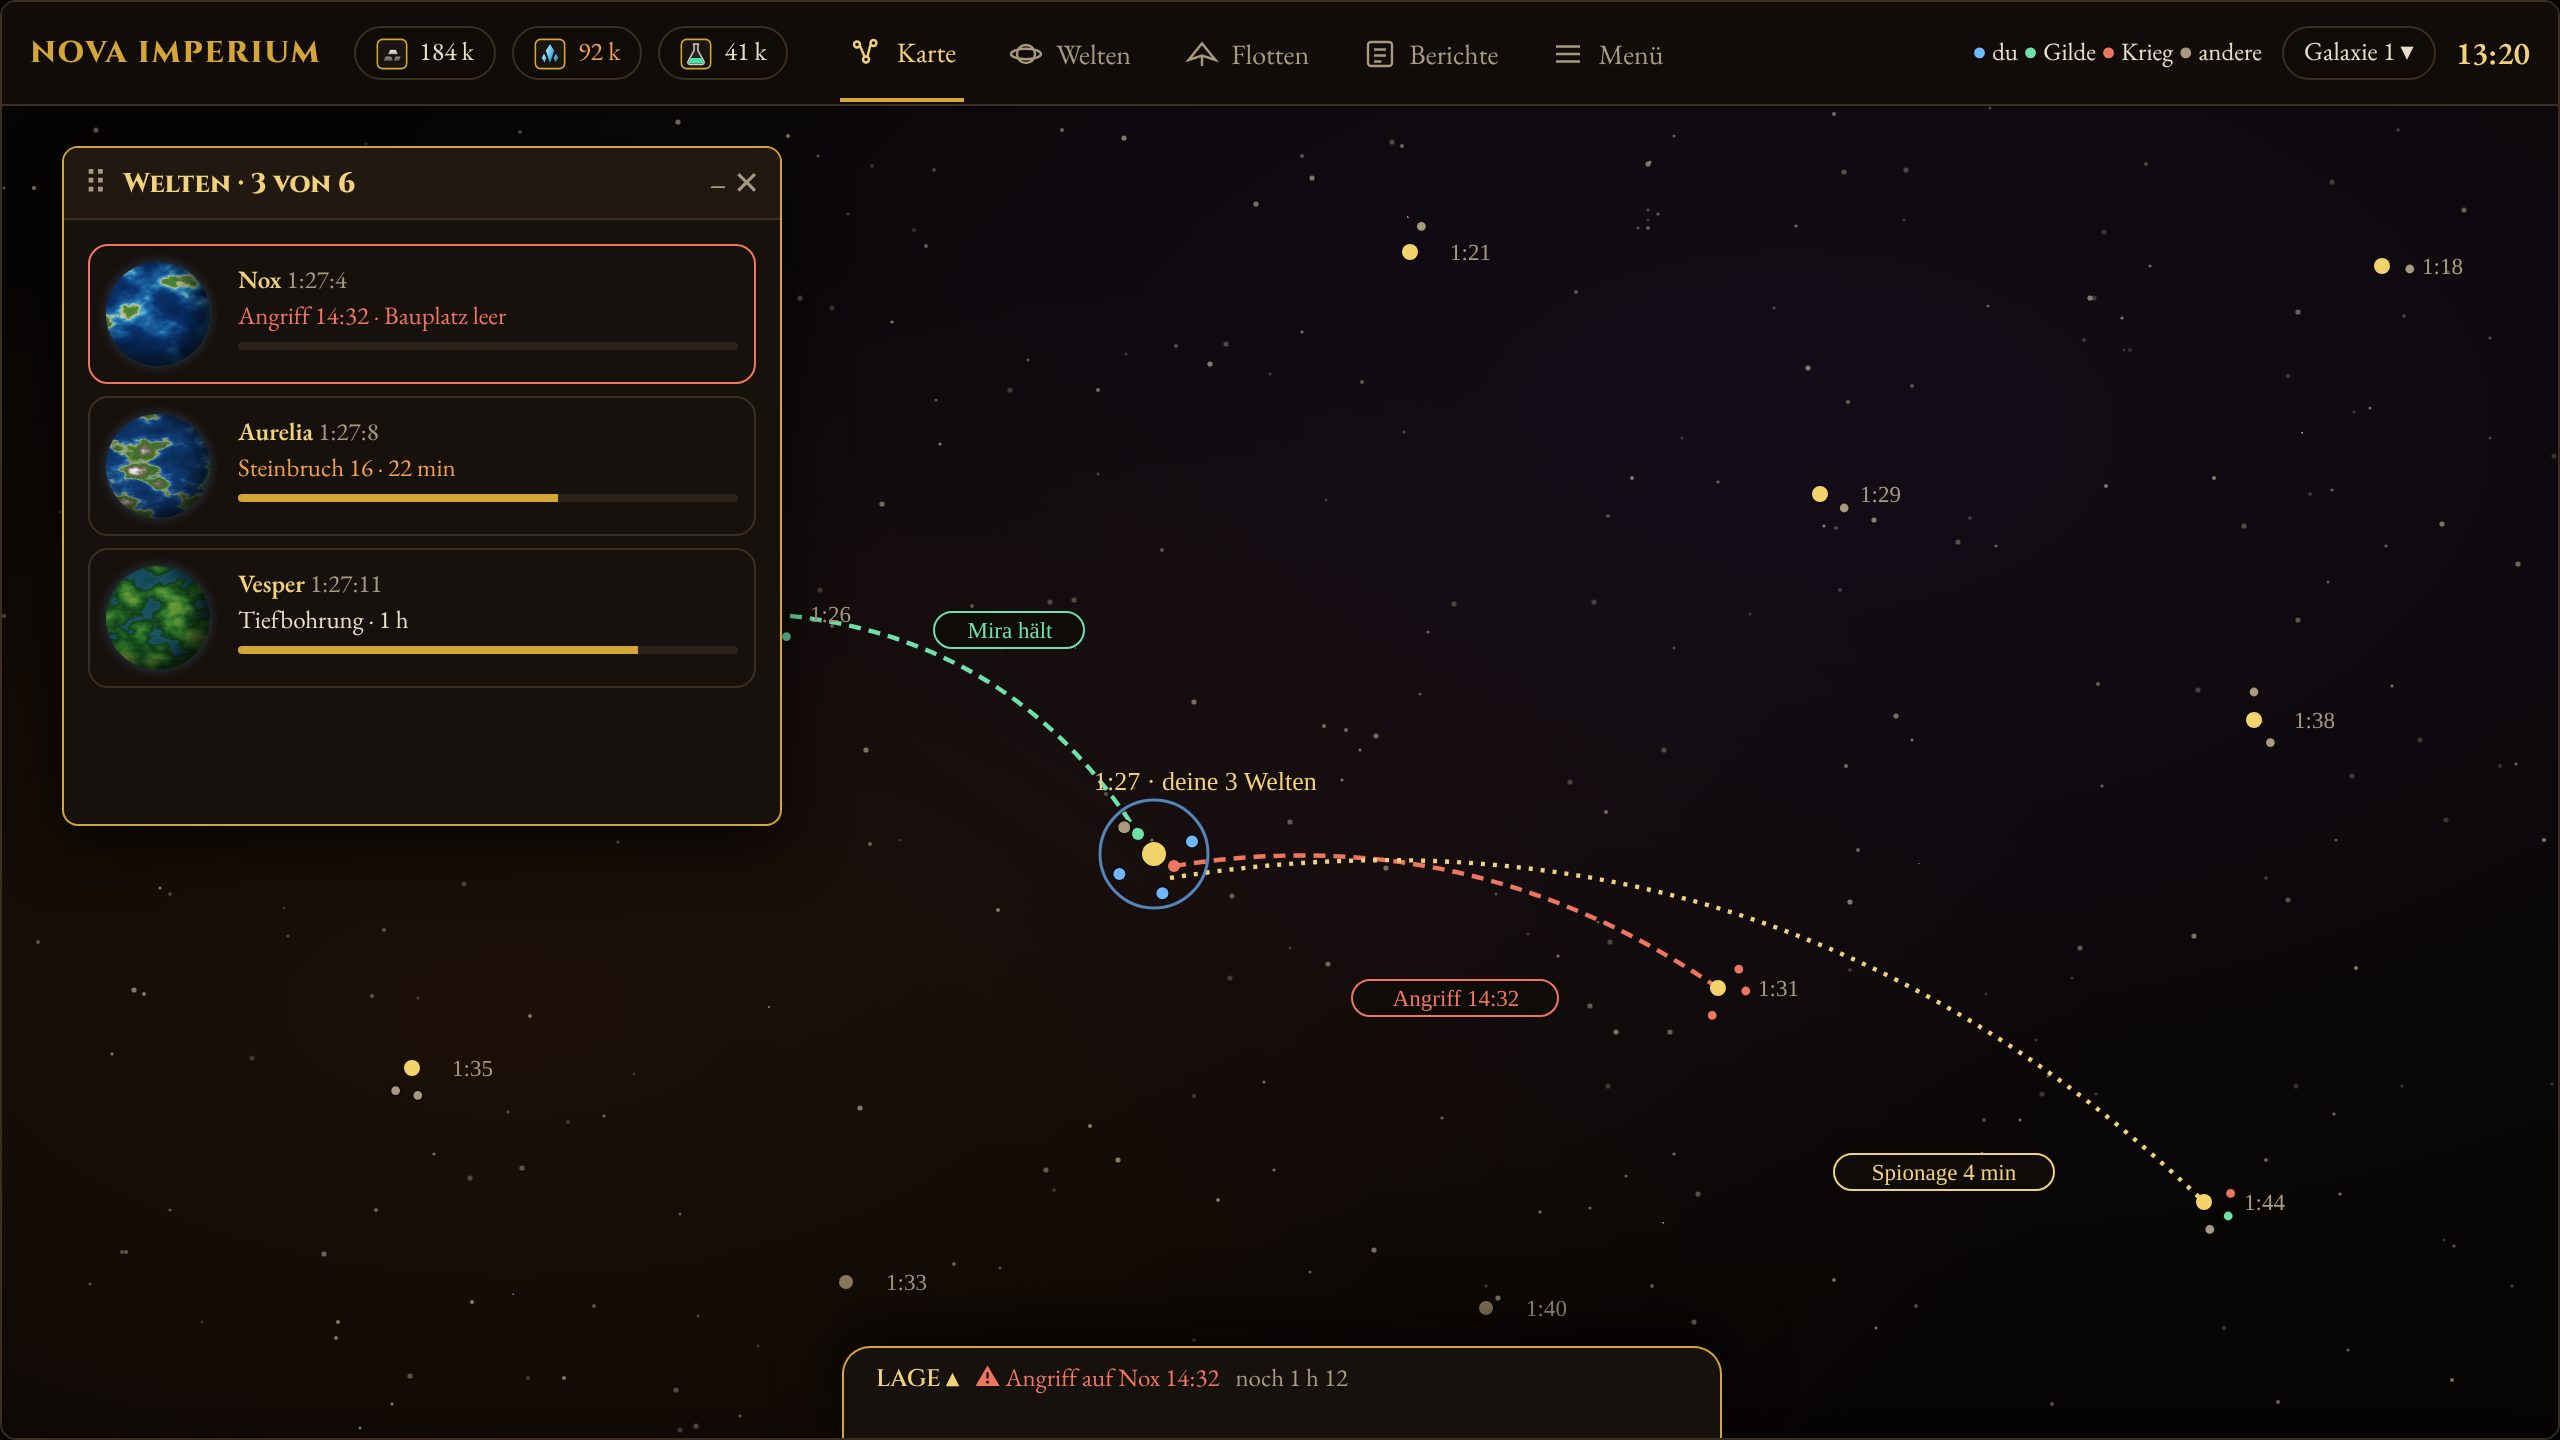 NOVA IMPERIUM
184 k
92 k
41 k
Karte
Welten
Flotten
Berichte
Menü
du
Gilde
Krieg
andere
Galaxie 1 ▼
13:20
Welten · 3 von 6
Nox 1:27:4
Angriff 14:32 · Bauplatz leer
Aurelia 1:27:8
Steinbruch 16 · 22 min
Vesper 1:27:11
Tiefbohrung · 1 h
1:21
1:18
1:29
1:26
Mira hält
1:38
1:27 · deine 3 Welten
1:31
Angriff 14:32
1:35
Spionage 4 min
1:44
1:33
1:40
LAGE ▲ Angriff auf Nox 14:32 noch 1 h 12